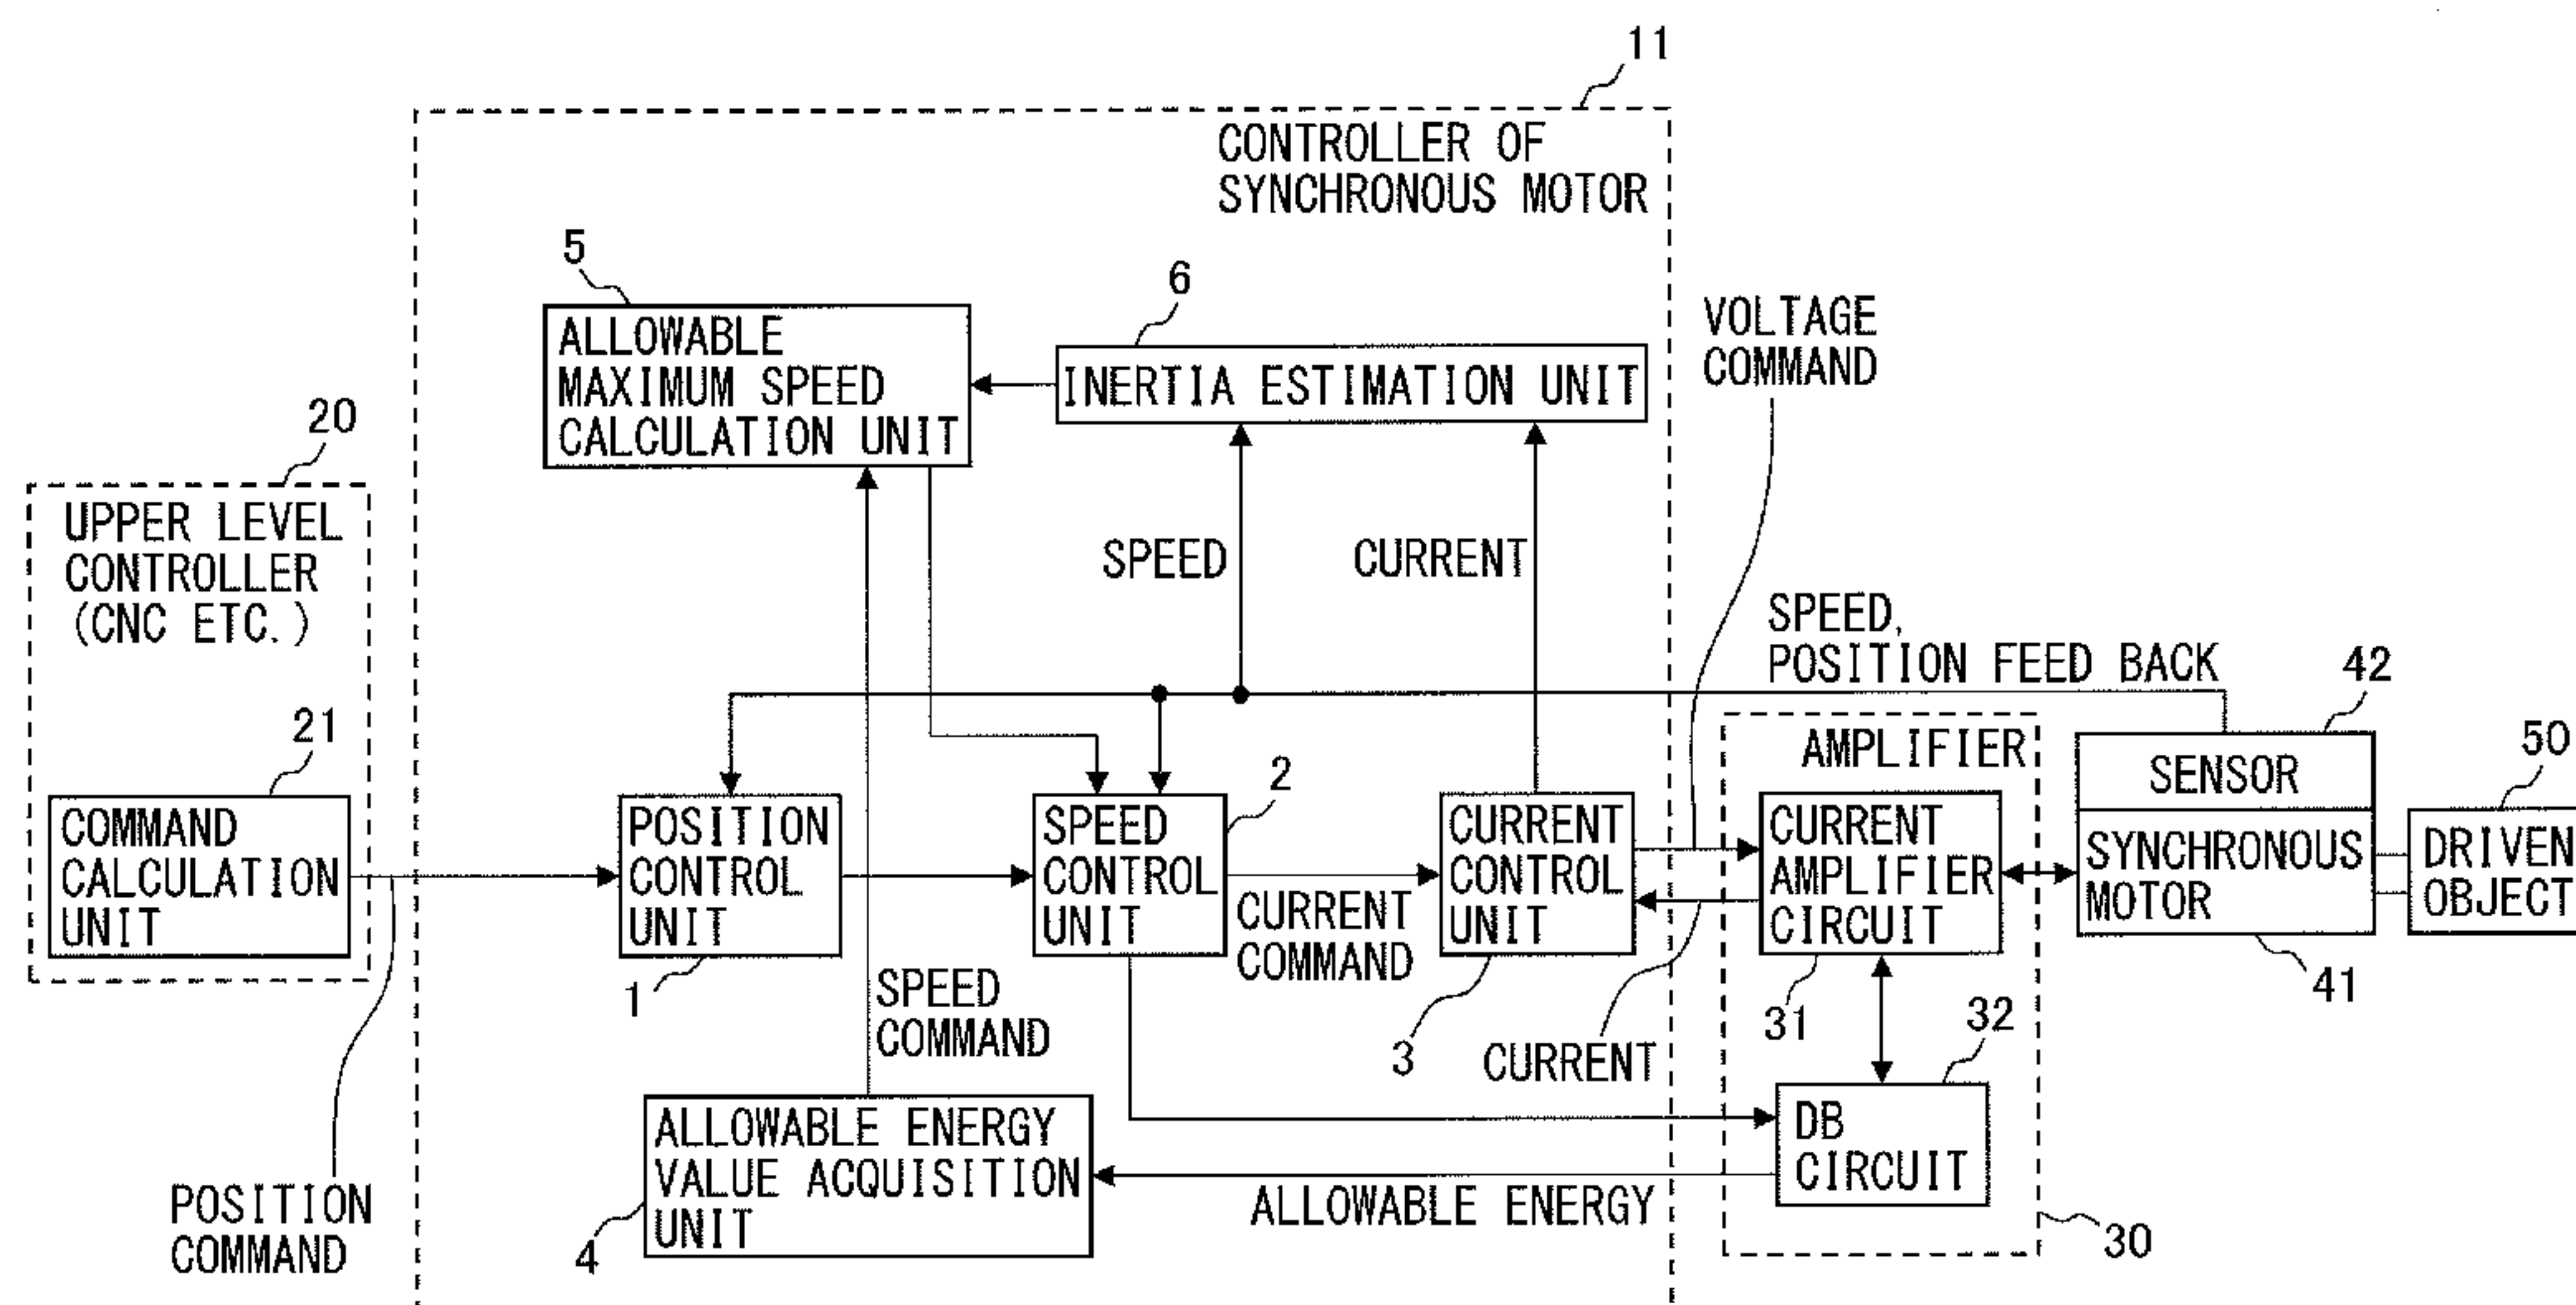 11
CONTROLLER OF
SYNCHRONOUS MOTOR
5
ALLOWABLE
MAXIMUM SPEED
CALCULATION UNIT
6
INERTIA ESTIMATION UNIT
VOLTAGE
COMMAND
20
UPPER LEVEL
CONTROLLER
(CNC ETC.)
SPEED
CURRENT
SPEED,
POSITION FEED BACK
21
COMMAND
CALCULATION
UNIT
POSITION
CONTROL
UNIT
1
SPEED
CONTROL
UNIT
2
CURRENT
COMMAND
CURRENT
CONTROL
UNIT
3
CURRENT
AMPLIFIER
CURRENT
AMPLIFIER
CIRCUIT
31
42
SENSOR
SYNCHRONOUS
MOTOR
41
50
DRIVEN
OBJECT
SPEED
COMMAND
32
DB
CIRCUIT
30
ALLOWABLE ENERGY
VALUE ACQUISITION
UNIT
4
ALLOWABLE ENERGY
POSITION
COMMAND